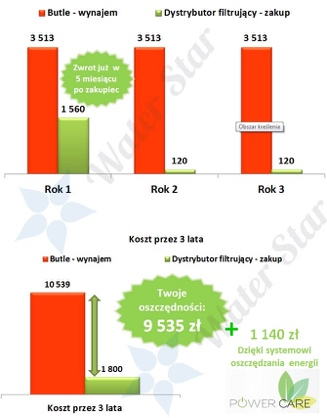 Butle - wynajem Dystrybutor filtrujący - zakup
3 513 3 513 3 513
Zwrot już w
5 miesiącu
po zakupiec
1 560
Obszar kreślenia
120 120
Rok 1 Rok 2 Rok 3
Water Star
Koszt przez 3 lata
Butle - wynajem Dystrybutor filtrujący - zakup
10 539
Twoje
oszczędności:
9 535 zł
+ 1 140 zł
Dzięki systemowi
oszczędzania energii
1 800
POWER CARE
Koszt przez 3 lata
Water Star